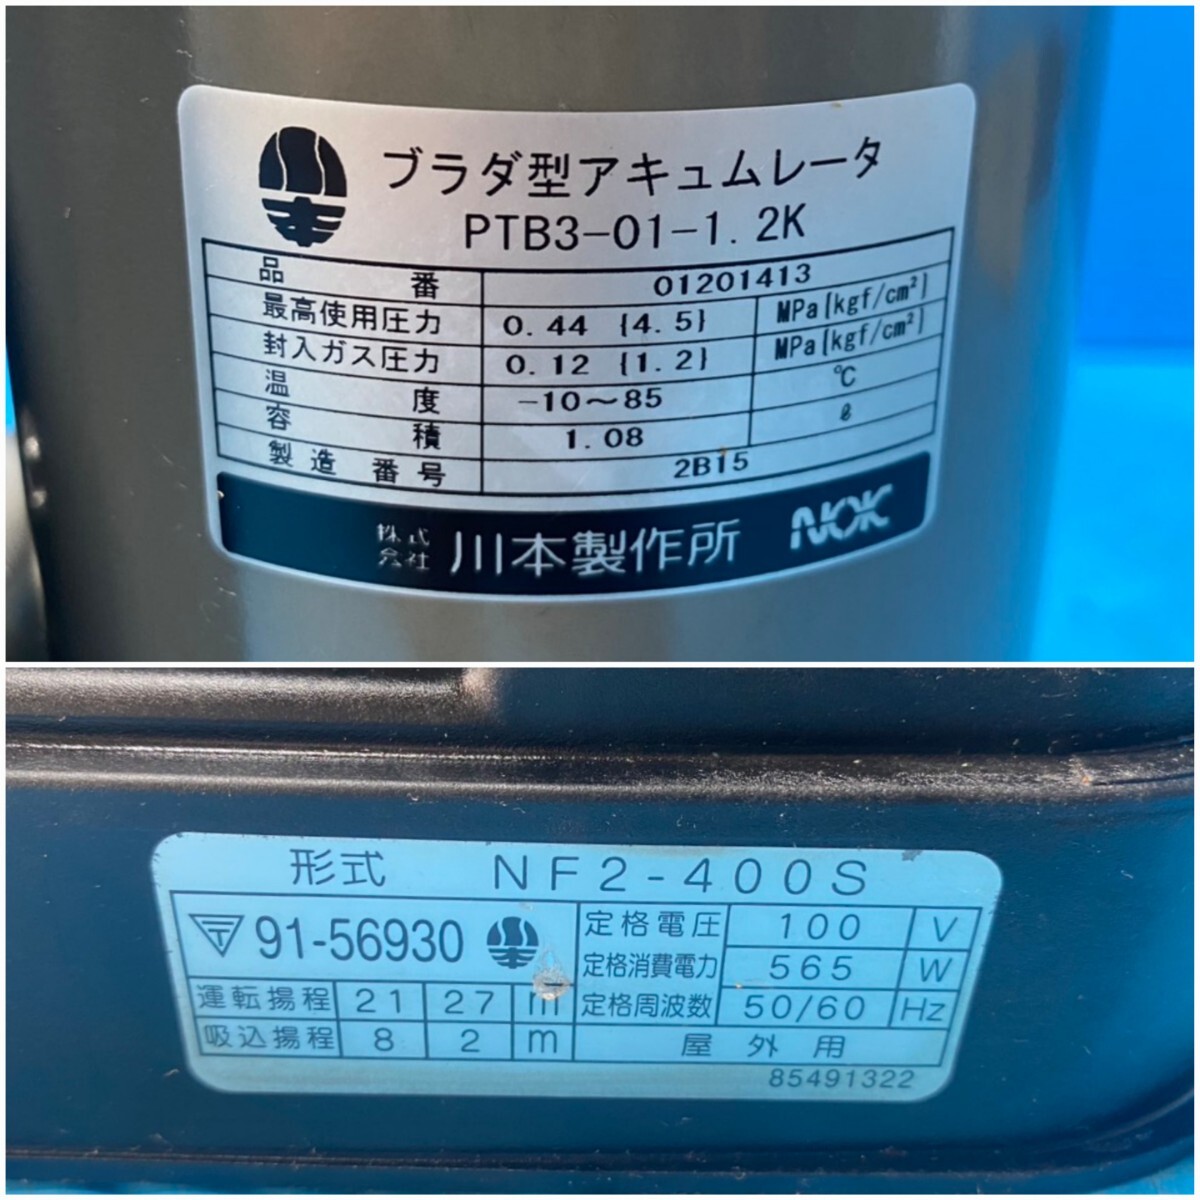 ブラダ型アキュムレータ
PTB3-01-1.2K
品番 01201413
最高使用圧力 0.44 {4.5} MPa{kgf/cm²}
封入ガス圧力 0.12 {1.2} MPa{kgf/cm²}
温度 -10～85 ℃
容積 1.08 ℓ
製造番号 2B15
株式会社 川本製作所 NOK
形式 NF2-400S
〒 91-56930 川本
定格電圧 100 V
定格消費電力 565 W
運転揚程 21 27 m 定格周波数 50/60 Hz
吸込揚程 8 2 m 屋外用
85491322